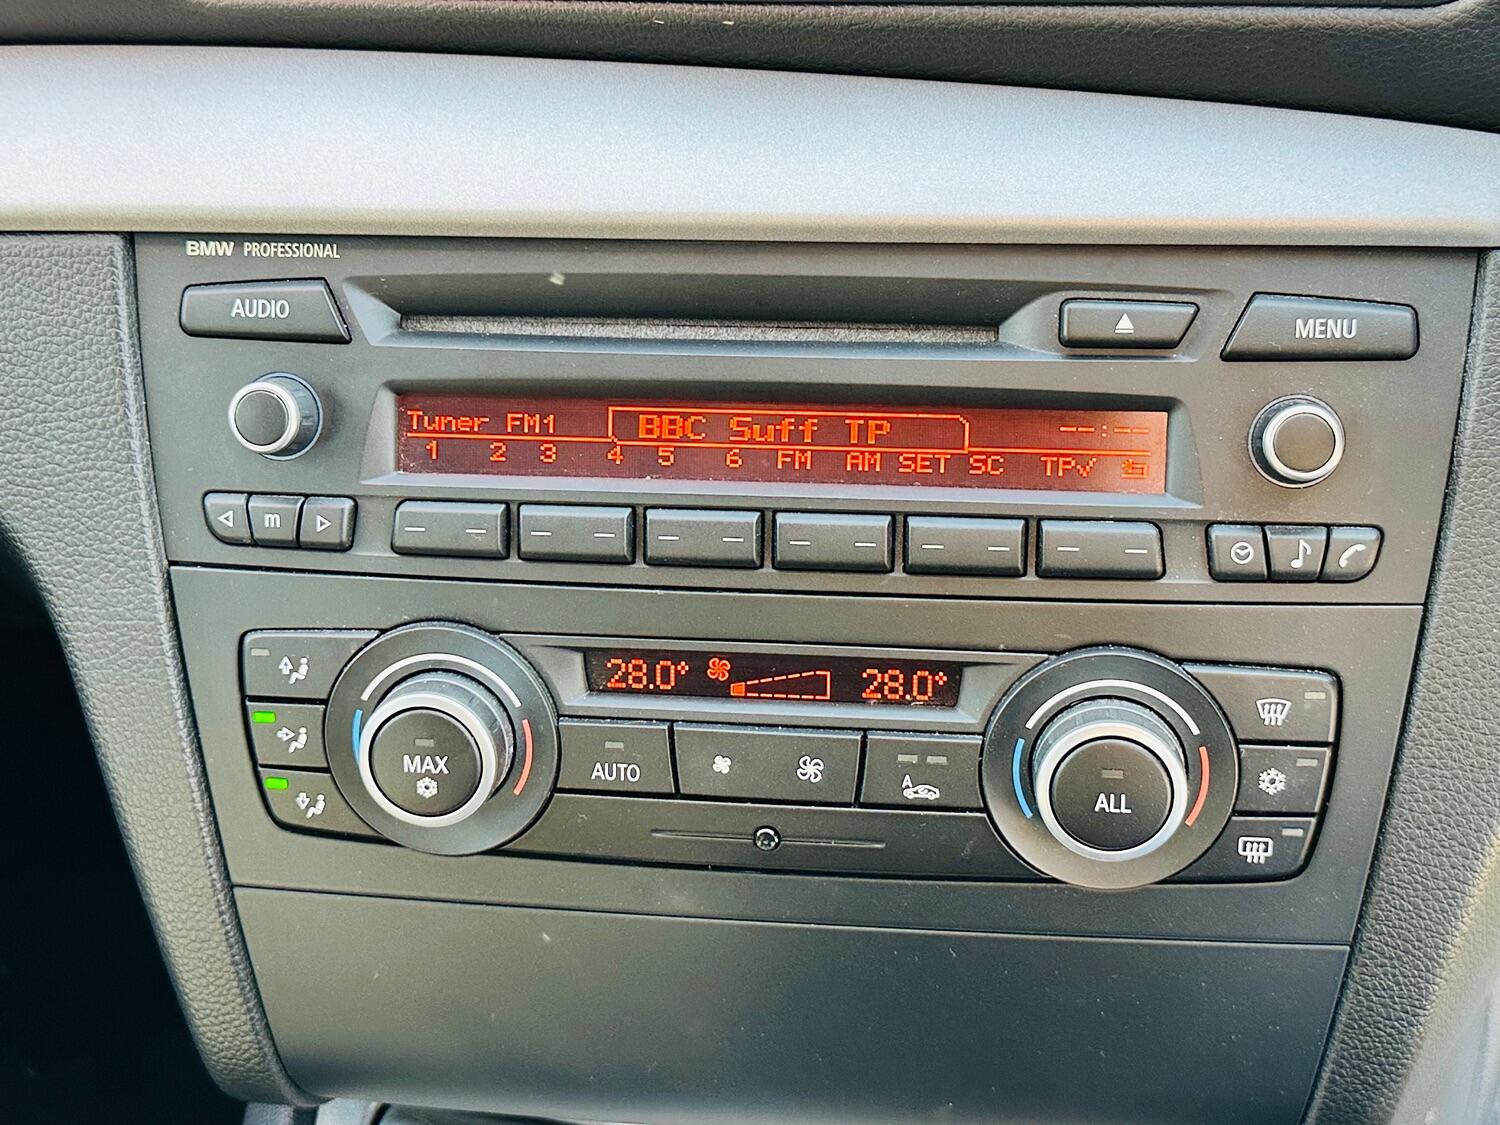 BMW PROFESSIONAL
AUDIO
MENU
Tuner FM1 BBC Suff TP --:--
1 2 3 4 5 6 FM AM SET SC TP✓
m
28.0° 28.0°
MAX
AUTO
A
ALL